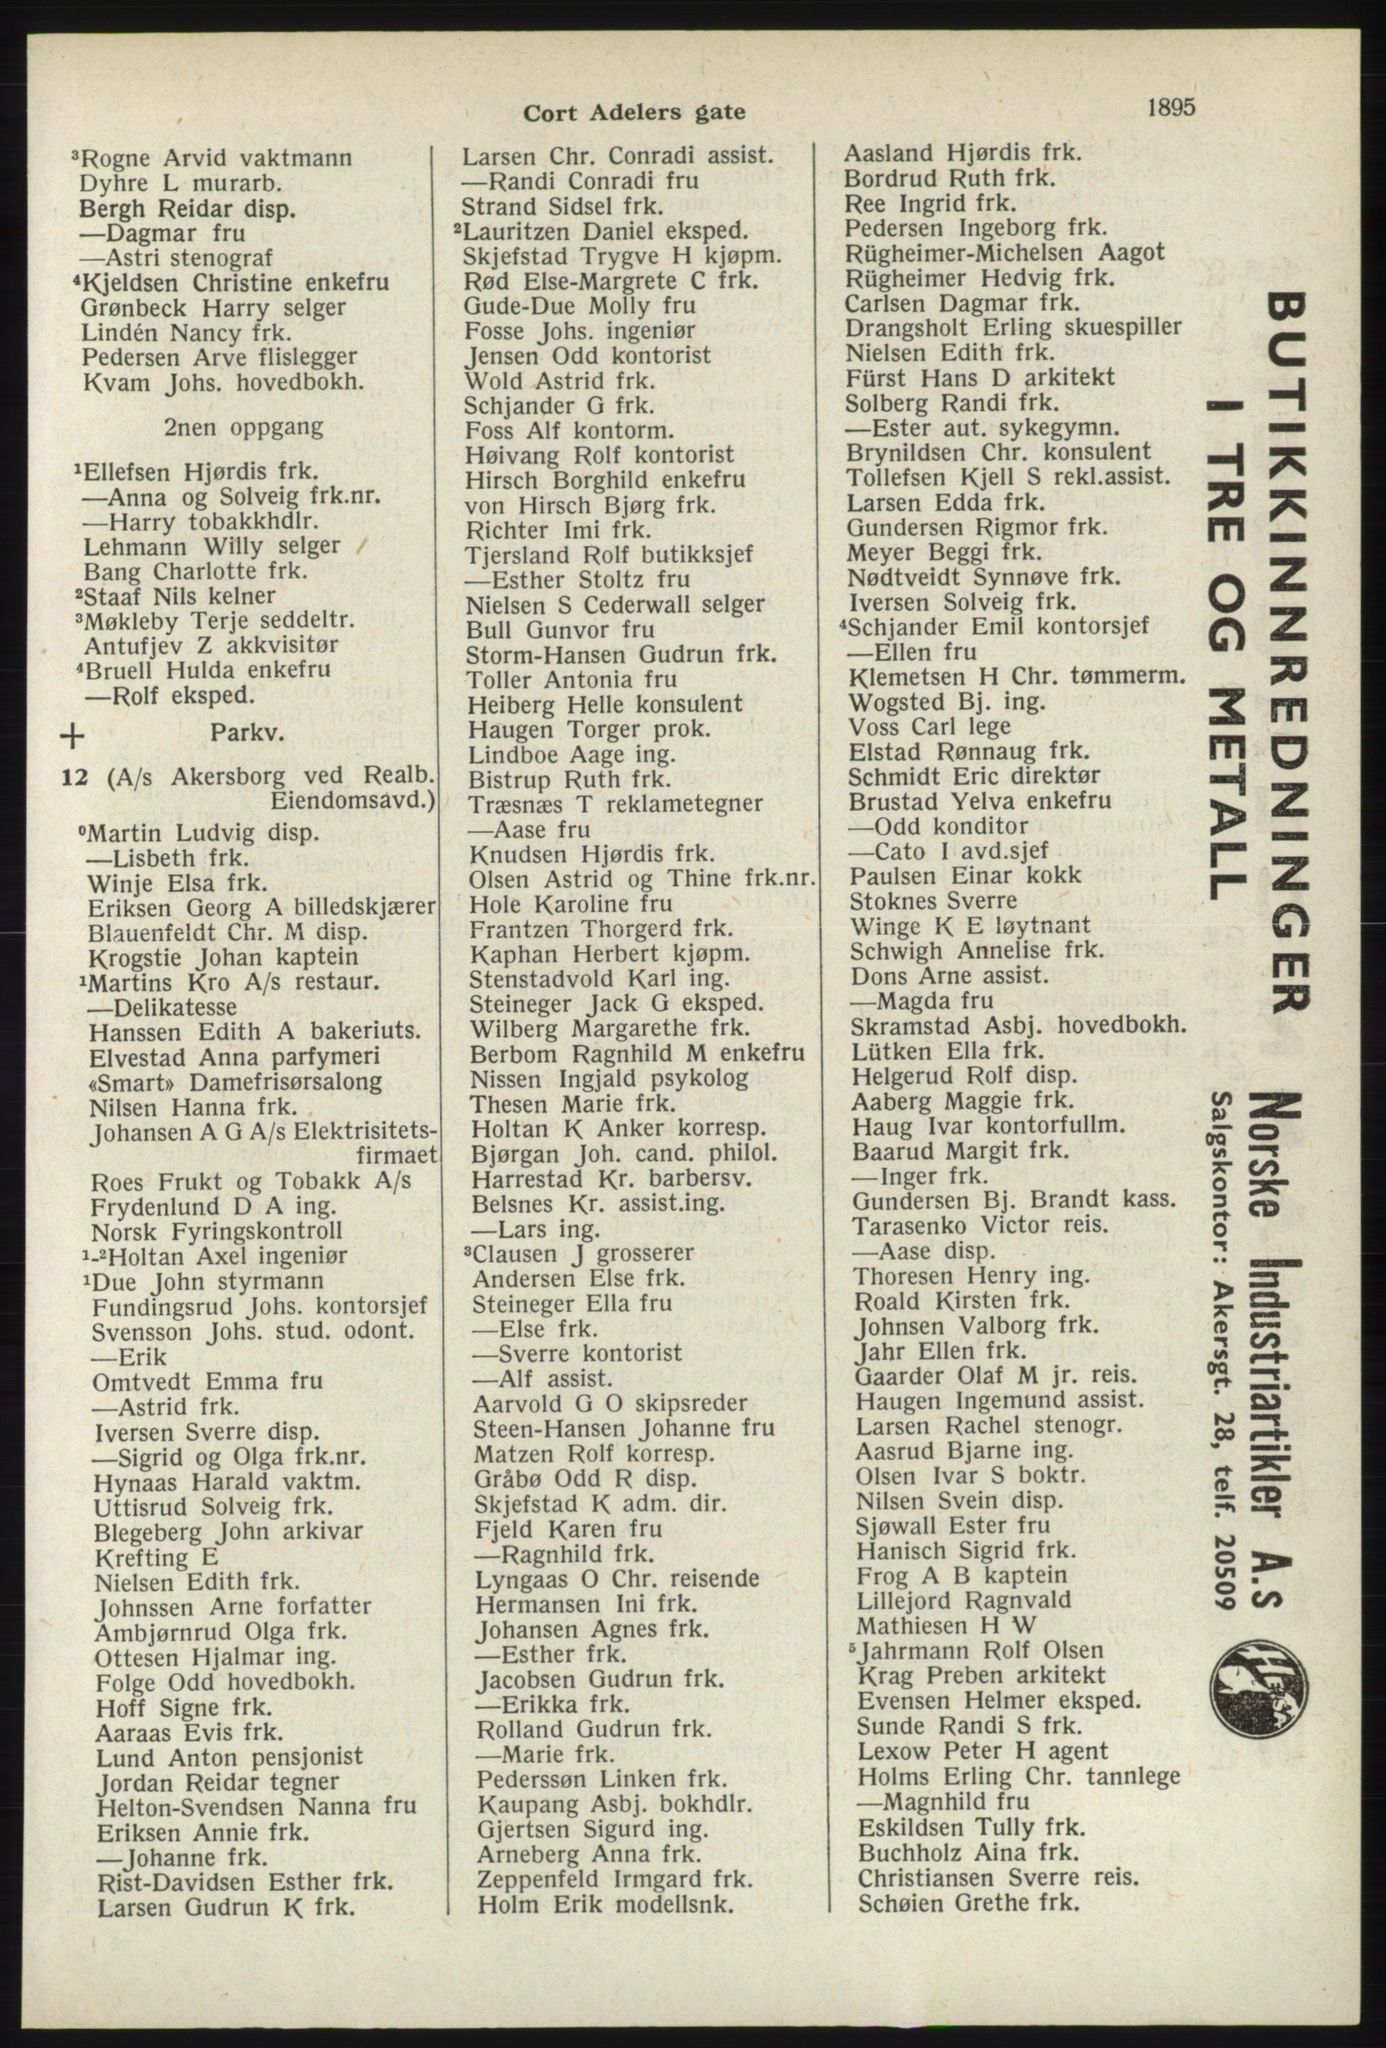 Cort Adelers gate
1895
³Rogne Arvid vaktmann
Dyhre L murarb.
Bergh Reidar disp.
—Dagmar fru
—Astri stenograf
⁴Kjeldsen Christine enkefru
Grønbeck Harry selger
Lindén Nancy frk.
Pedersen Arve flislegger
Kvam Johs. hovedbokh.
2nen oppgang
¹Ellefsen Hjørdis frk.
—Anna og Solveig frk.nr.
—Harry tobakkhdlr.
Lehmann Willy selger
Bang Charlotte frk.
²Staaf Nils kelner
³Møkleby Terje seddeltr.
Antufjev Z akkvisitør
⁴Bruell Hulda enkefru
—Rolf eksped.
+ Parkv.
12 (A/s Akersborg ved Realb.
Eiendomsavd.)
⁰Martin Ludvig disp.
—Lisbeth frk.
Winje Elsa frk.
Eriksen Georg A billedskjærer
Blauenfeldt Chr. M disp.
Krogstie Johan kaptein
¹Martins Kro A/s restaur.
—Delikatesse
Hanssen Edith A bakeriuts.
Elvestad Anna parfymeri
«Smart» Damefrisørsalong
Nilsen Hanna frk.
Johansen A G A/s Elektrisitets-
firmaet
Roes Frukt og Tobakk A/s
Frydenlund D A ing.
Norsk Fyringskontroll
¹-²Holtan Axel ingeniør
¹Due John styrmann
Fundingsrud Johs. kontorsjef
Svensson Johs. stud. odont.
—Erik
Omtvedt Emma fru
—Astrid frk.
Iversen Sverre disp.
—Sigrid og Olga frk.nr.
Hynaas Harald vaktm.
Uttisrud Solveig frk.
Blegeberg John arkivar
Krefting E
Nielsen Edith frk.
Johnssen Arne forfatter
Ambjørnrud Olga frk.
Ottesen Hjalmar ing.
Folge Odd hovedbokh.
Hoff Signe frk.
Aaraas Evis frk.
Lund Anton pensjonist
Jordan Reidar tegner
Helton-Svendsen Nanna fru
Eriksen Annie frk.
—Johanne frk.
Rist-Davidsen Esther frk.
Larsen Gudrun K frk.
Larsen Chr. Conradi assist.
—Randi Conradi fru
Strand Sidsel frk.
²Lauritzen Daniel eksped.
Skjefstad Trygve H kjøpm.
Rød Else-Margrete C frk.
Gude-Due Molly fru
Fosse Johs. ingeniør
Jensen Odd kontorist
Wold Astrid frk.
Schjander G frk.
Foss Alf kontorm.
Høivang Rolf kontorist
Hirsch Borghild enkefru
von Hirsch Bjørg frk.
Richter Imi frk.
Tjersland Rolf butikksjef
—Esther Stoltz fru
Nielsen S Cederwall selger
Bull Gunvor fru
Storm-Hansen Gudrun frk.
Toller Antonia fru
Heiberg Helle konsulent
Haugen Torger prok.
Lindboe Aage ing.
Bistrup Ruth frk.
Træsnæs T reklametegner
—Aase fru
Knudsen Hjørdis frk.
Olsen Astrid og Thine frk.nr.
Hole Karoline fru
Frantzen Thorgerd frk.
Kaphan Herbert kjøpm.
Stenstadvold Karl ing.
Steineger Jack G eksped.
Wilberg Margarethe frk.
Berbom Ragnhild M enkefru
Nissen Ingjald psykolog
Thesen Marie frk.
Holtan K Anker korresp.
Bjørgan Joh. cand. philol.
Harrestad Kr. barbersv.
Belsnes Kr. assist.ing.
—Lars ing.
³Clausen J grosserer
Andersen Else frk.
Steineger Ella fru
—Else frk.
—Sverre kontorist
—Alf assist.
Aarvold G O skipsreder
Steen-Hansen Johanne fru
Matzen Rolf korresp.
Gråbø Odd R disp.
Skjefstad K adm. dir.
Fjeld Karen fru
—Ragnhild frk.
Lyngaas O Chr. reisende
Hermansen Ini frk.
Johansen Agnes frk.
—Esther frk.
Jacobsen Gudrun frk.
—Erikka frk.
Rolland Gudrun frk.
—Marie frk.
Pederssøn Linken frk.
Kaupang Asbj. bokhdlr.
Gjertsen Sigurd ing.
Arneberg Anna frk.
Zeppenfeld Irmgard frk.
Holm Erik modellsnk.
Aasland Hjørdis frk.
Bordrud Ruth frk.
Ree Ingrid frk.
Pedersen Ingeborg frk.
Rügheimer-Michelsen Aagot
Rügheimer Hedvig frk.
Carlsen Dagmar frk.
Drangsholt Erling skuespiller
Nielsen Edith frk.
Fürst Hans D arkitekt
Solberg Randi frk.
—Ester aut. sykegymn.
Brynildsen Chr. konsulent
Tollefsen Kjell S rekl.assist.
Larsen Edda frk.
Gundersen Rigmor frk.
Meyer Beggi frk.
Nødtveidt Synnøve frk.
Iversen Solveig frk.
⁴Schjander Emil kontorsjef
—Ellen fru
Klemetsen H Chr. tømmerm.
Wogsted Bj. ing.
Voss Carl lege
Elstad Rønnaug frk.
Schmidt Eric direktør
Brustad Yelva enkefru
—Odd konditor
—Cato I avd.sjef
Paulsen Einar kokk
Stoknes Sverre
Winge K E løytnant
Schwigh Annelise frk.
Dons Arne assist.
—Magda fru
Skramstad Asbj. hovedbokh.
Lütken Ella frk.
Helgerud Rolf disp.
Aaberg Maggie frk.
Haug Ivar kontorfullm.
Baarud Margit frk.
—Inger frk.
Gundersen Bj. Brandt kass.
Tarasenko Victor reis.
—Aase disp.
Thoresen Henry ing.
Roald Kirsten frk.
Johnsen Valborg frk.
Jahr Ellen frk.
Gaarder Olaf M jr. reis.
Haugen Ingemund assist.
Larsen Rachel stenogr.
Aasrud Bjarne ing.
Olsen Ivar S boktr.
Nilsen Svein disp.
Sjøwall Ester fru
Hanisch Sigrid frk.
Frog A B kaptein
Lillejord Ragnvald
Mathiesen H W
⁵Jahrmann Rolf Olsen
Krag Preben arkitekt
Evensen Helmer eksped.
Sunde Randi S frk.
Lexow Peter H agent
Holms Erling Chr. tannlege
—Magnhild fru
Eskildsen Tully frk.
Buchholz Aina frk.
Christiansen Sverre reis.
Schøien Grethe frk.
BUTIKKINNREDNINGER
I TRE OG METALL
Norske Industriartikler A.s
Salgskontor: Akersgt. 28, telf. 20509